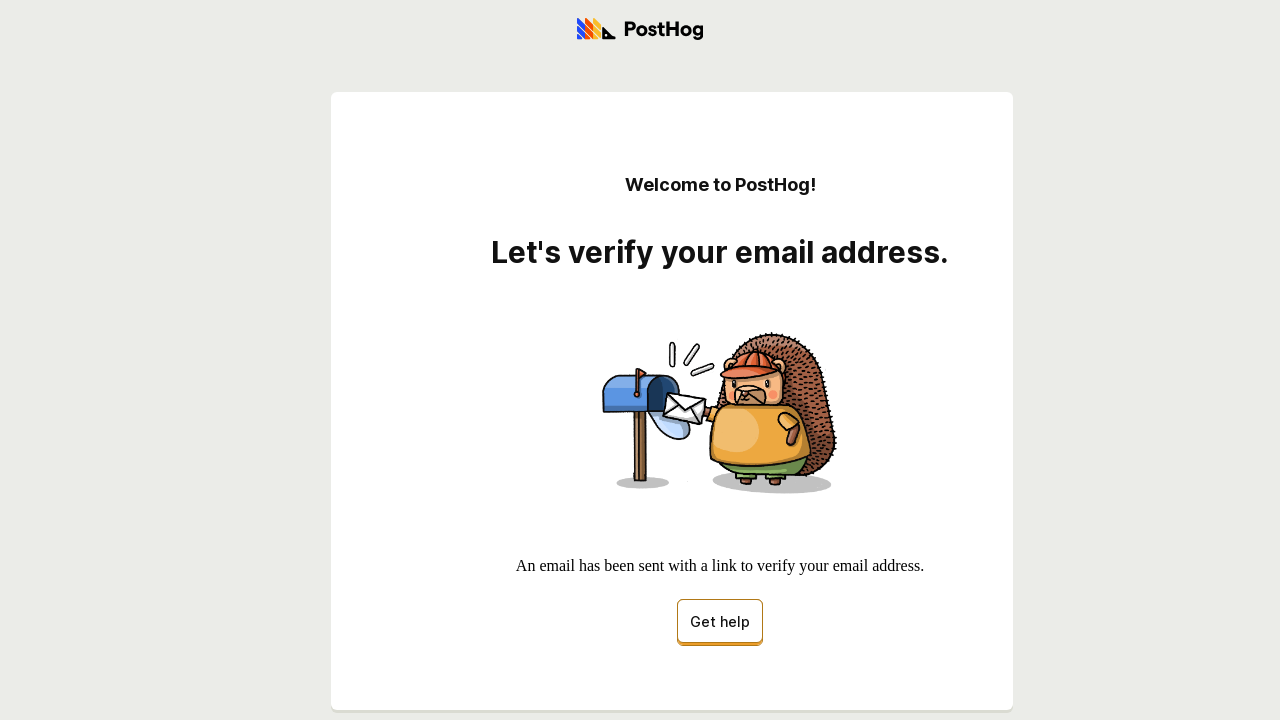 PostHog
Welcome to PostHog!
Let's verify your email address.
An email has been sent with a link to verify your email address.
Get help